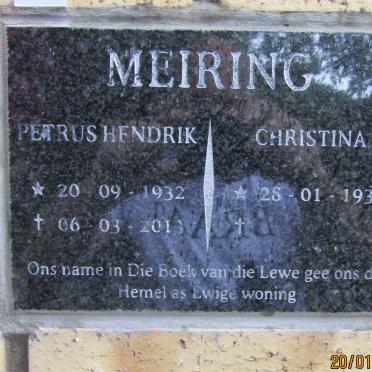 MEIRING
PETRUS HENDRIK CHRISTINA
20 - 09 - 1932 28 - 01 - 193
06 - 03 - 2013
Ons name in Die Boek van die Lewe gee ons d
Hemel as Ewige woning
20/01